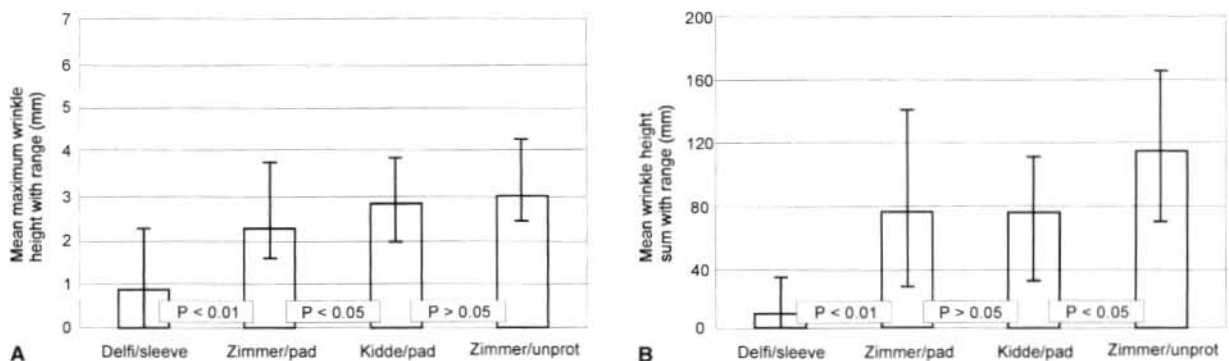 Mean maximum wrinkle
height with range (mm)
7
6
5
4
3
2
1
0
P < 0.01
P < 0.05
P > 0.05
Delfi/sleeve
Zimmer/pad
Kidde/pad
Zimmer/unprot
A
Mean wrinkle height
sum with range (mm)
200
160
120
80
40
0
P < 0.01
P > 0.05
P < 0.05
Delfi/sleeve
Zimmer/pad
Kidde/pad
Zimmer/unprot
B